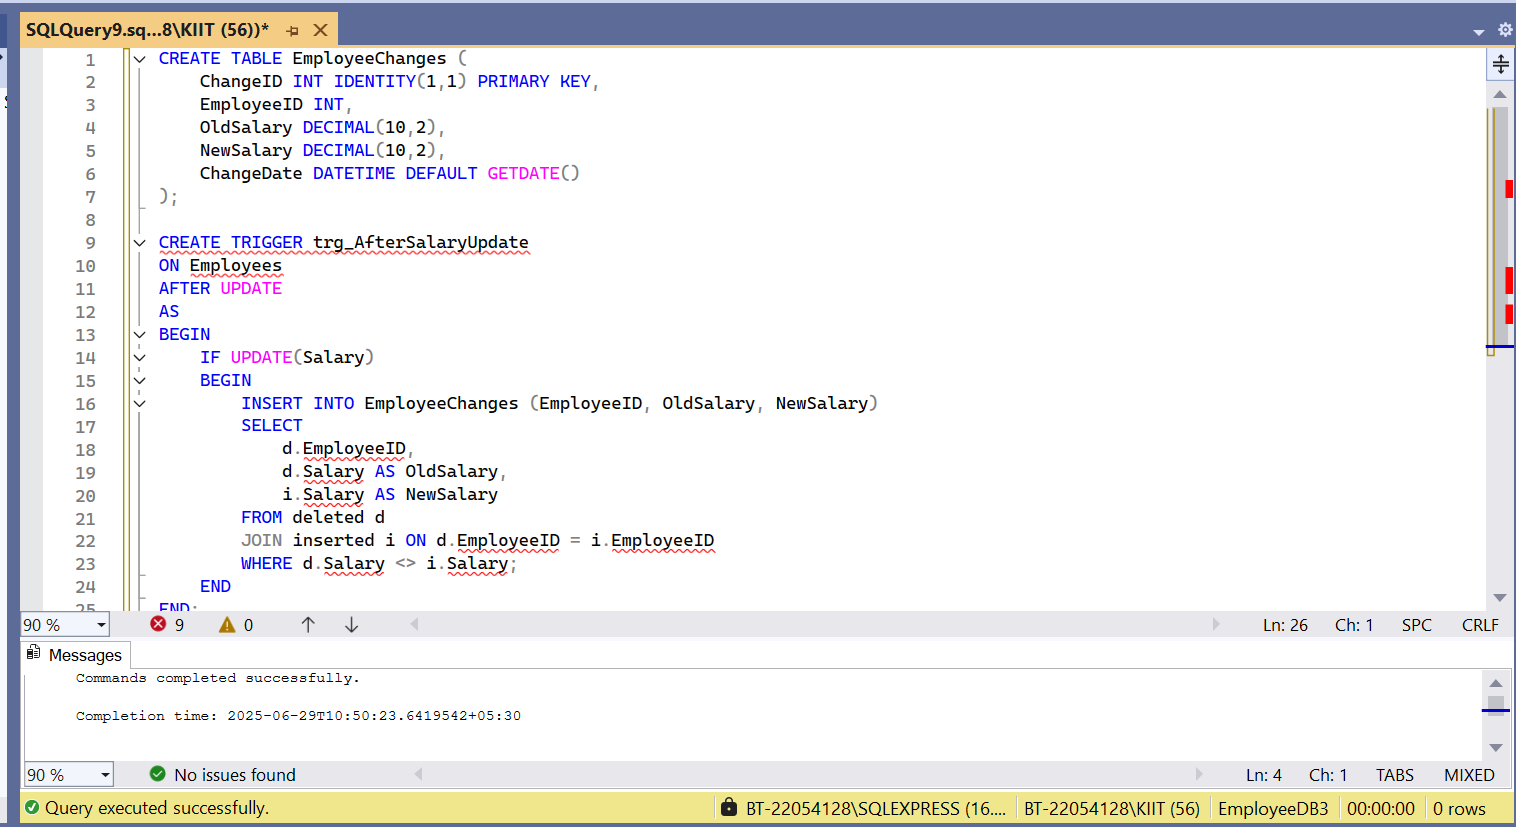 SQLQuery9.sq...8\KIIT (56))*
1 CREATE TABLE EmployeeChanges (
2 ChangeID INT IDENTITY(1,1) PRIMARY KEY,
3 EmployeeID INT,
4 OldSalary DECIMAL(10,2),
5 NewSalary DECIMAL(10,2),
6 ChangeDate DATETIME DEFAULT GETDATE()
7 );
8
9 CREATE TRIGGER trg_AfterSalaryUpdate
10 ON Employees
11 AFTER UPDATE
12 AS
13 BEGIN
14 IF UPDATE(Salary)
15 BEGIN
16 INSERT INTO EmployeeChanges (EmployeeID, OldSalary, NewSalary)
17 SELECT
18 d.EmployeeID,
19 d.Salary AS OldSalary,
20 i.Salary AS NewSalary
21 FROM deleted d
22 JOIN inserted i ON d.EmployeeID = i.EmployeeID
23 WHERE d.Salary <> i.Salary;
24 END
25 END;
90 % 9 0 Ln: 26 Ch: 1 SPC CRLF
Messages
Commands completed successfully.
Completion time: 2025-06-29T10:50:23.6419542+05:30
90 % No issues found Ln: 4 Ch: 1 TABS MIXED
Query executed successfully. BT-22054128\SQLEXPRESS (16.... BT-22054128\KIIT (56) EmployeeDB3 00:00:00 0 rows